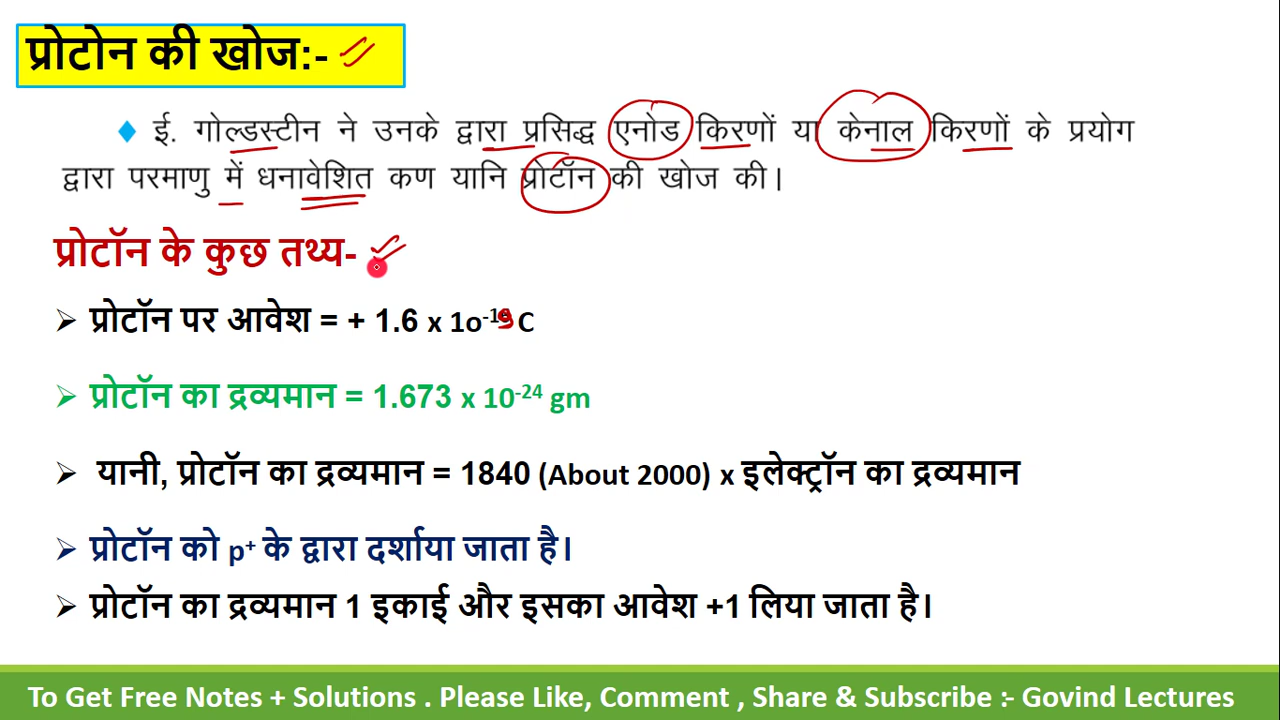 प्रोटोन की खोज:-
ई. गोल्डस्टीन ने उनके द्वारा प्रसिद्ध एनोड किरणों या केनाल किरणों के प्रयोग
द्वारा परमाणु में धनावेशित कण यानि प्रोटॉन की खोज की।
प्रोटॉन के कुछ तथ्य-
➢ प्रोटॉन पर आवेश = + 1.6 x 1o⁻¹⁹ C
➢ प्रोटॉन का द्रव्यमान = 1.673 x 10⁻²⁴ gm
➢ यानी, प्रोटॉन का द्रव्यमान = 1840 (About 2000) x इलेक्ट्रॉन का द्रव्यमान
➢ प्रोटॉन को p⁺ के द्वारा दर्शाया जाता है।
➢ प्रोटॉन का द्रव्यमान 1 इकाई और इसका आवेश +1 लिया जाता है।
To Get Free Notes + Solutions . Please Like, Comment , Share & Subscribe :- Govind Lectures